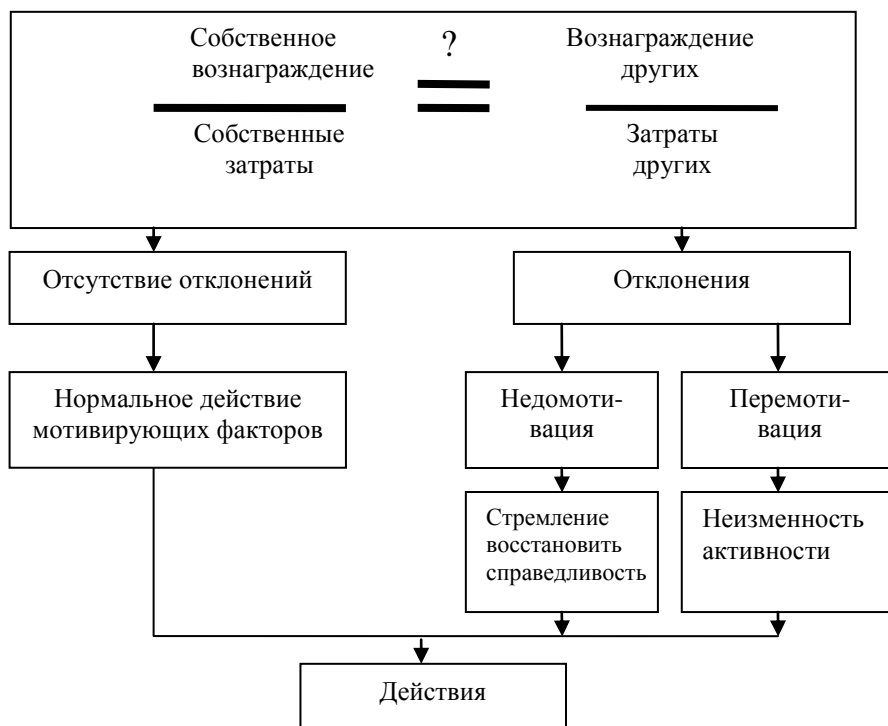 Собственное
вознаграждение
?
Вознаграждение
других
Собственные
затраты
Затраты
других
Отсутствие отклонений
Отклонения
Нормальное действие
мотивирующих факторов
Недомоти-
вация
Перемоти-
вация
Стремление
восстановить
справедливость
Неизменность
активности
Действия